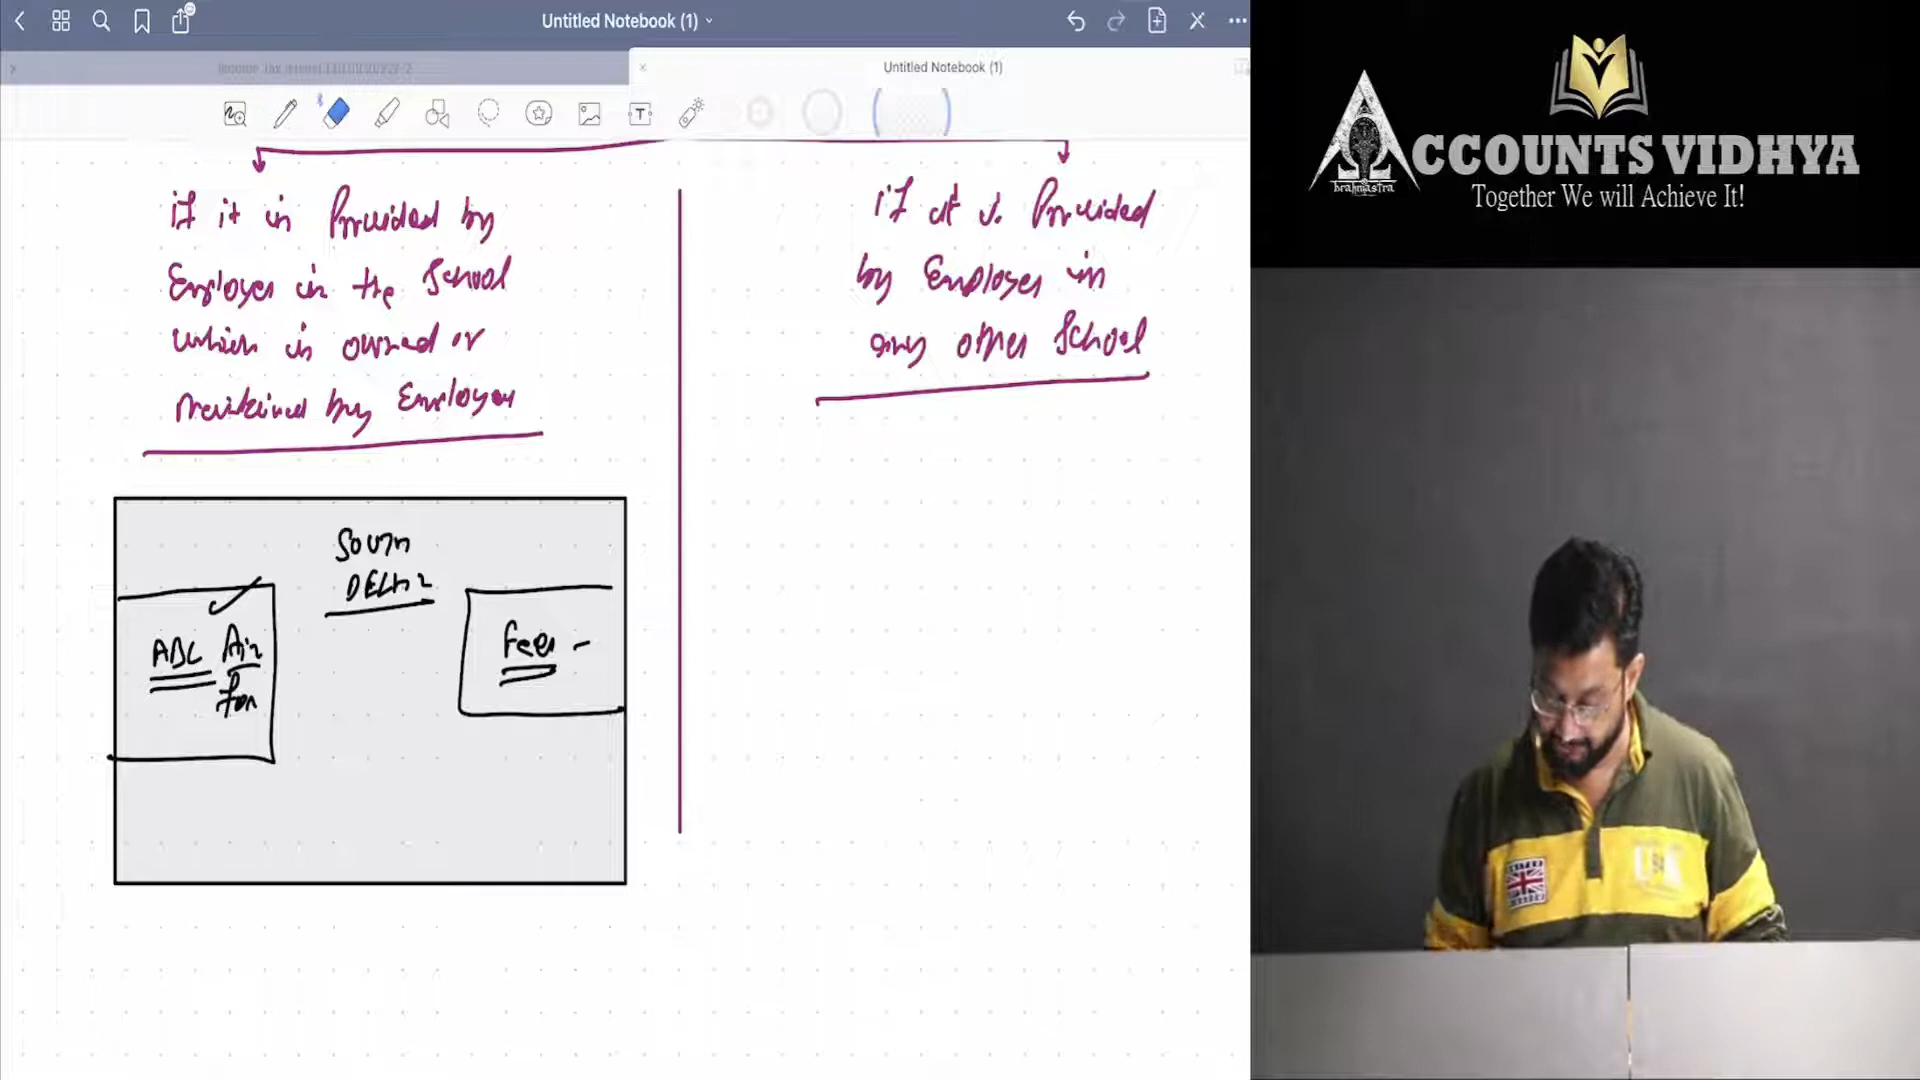 Untitled Notebook (1)
Untitled Notebook (1)
T
if it is Provided by
Employer in the School
which is owned or
by Employer
if it is Provided
by Employer in
any other School
South
DELHI
ABC Air
for
Fees -
ACCOUNTS VIDHYA
brahmastra
Together We will Achieve It!